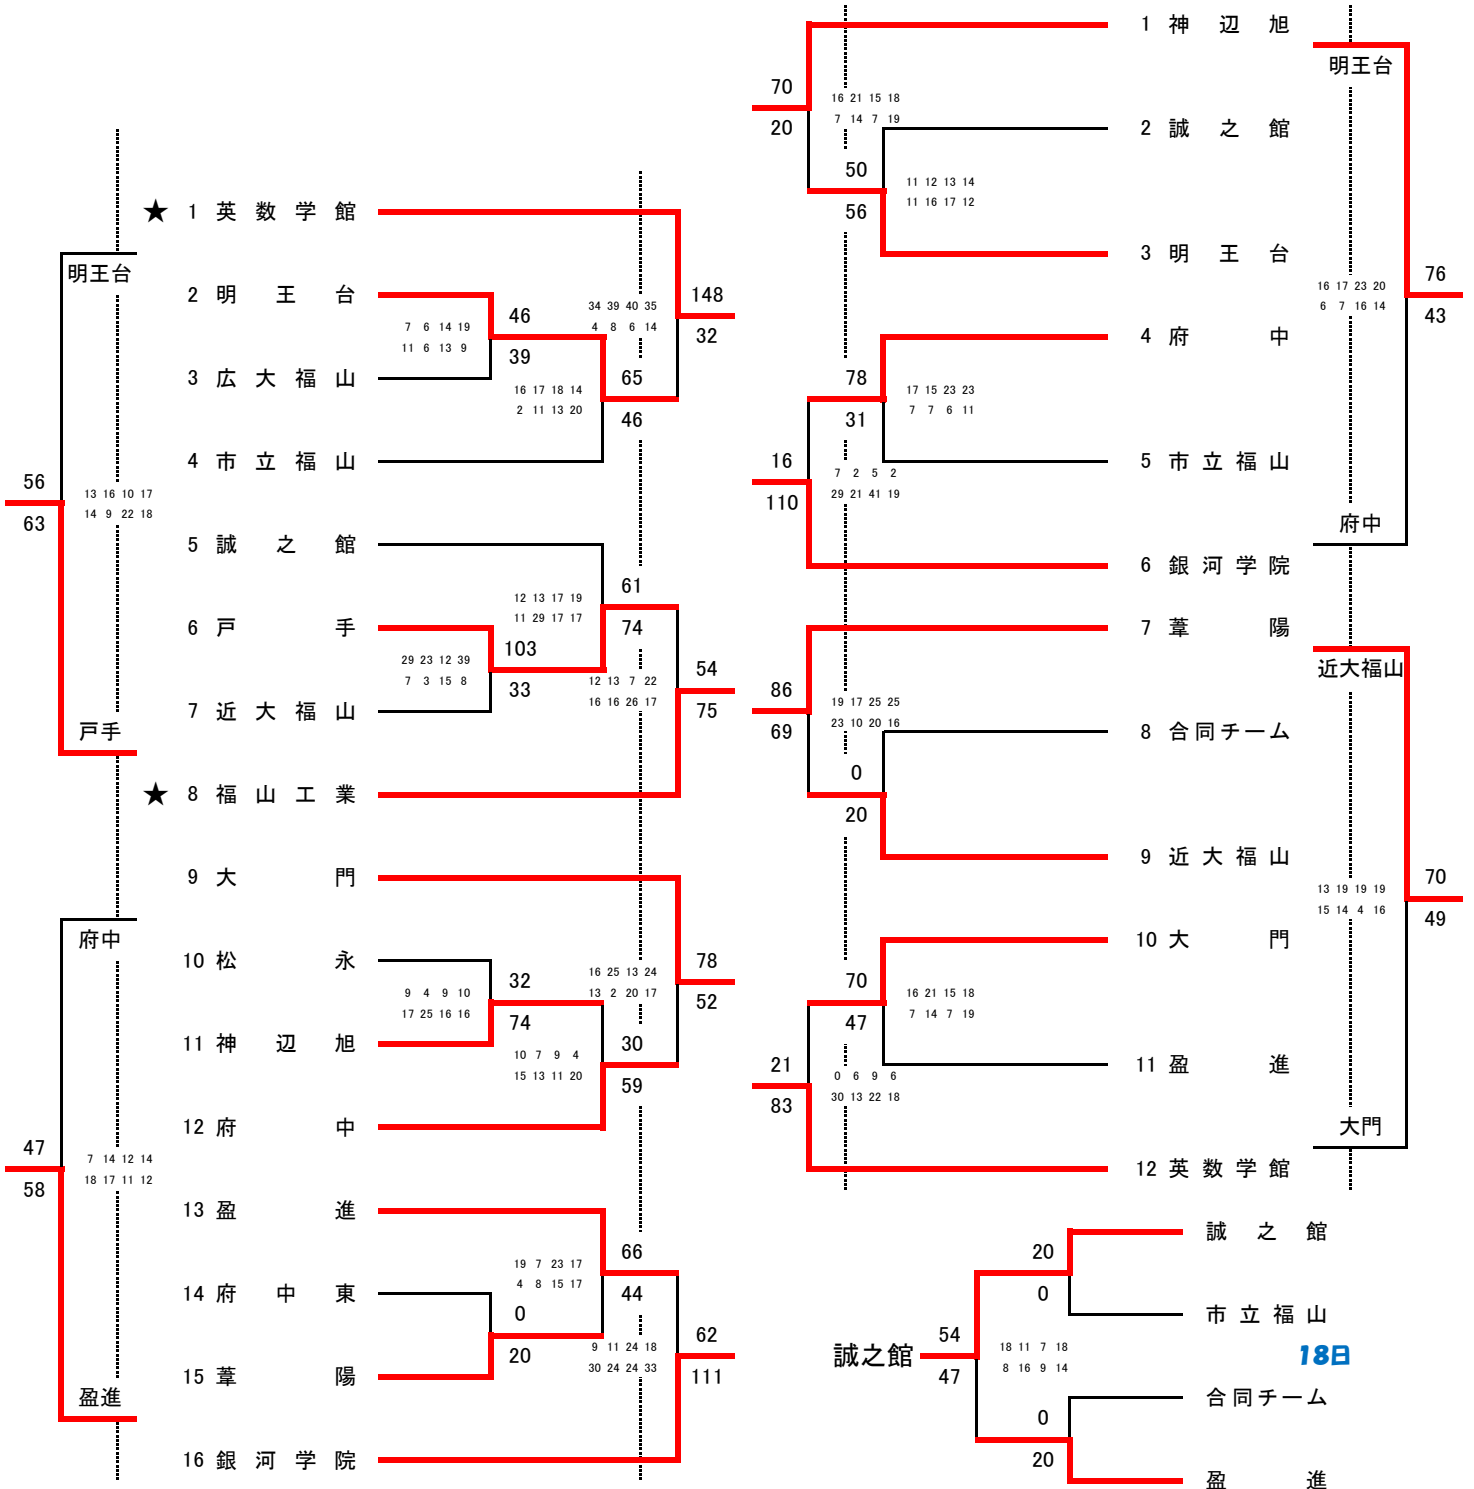 ★ 1 英数学館
2 明王台
3 広大福山
4 市立福山
5 誠之館
6 戸手
7 近大福山
★ 8 福山工業
9 大門
10 松永
11 神辺旭
12 府中
13 盈進
14 府中東
15 葦陽
16 銀河学院
7 6 14 19
11 6 13 9
46
39
16 17 18 14
2 11 13 20
65
46
34 39 40 35
4 8 6 14
148
32
29 23 12 39
7 3 15 8
103
33
12 13 17 19
11 29 17 17
61
74
12 13 7 22
16 16 26 17
54
75
9 4 9 10
17 25 16 16
32
74
10 7 9 4
15 13 11 20
30
59
16 25 13 24
13 2 20 17
78
52
0
20
19 7 23 17
4 8 15 17
66
44
9 11 24 18
30 24 24 33
62
111
明王台
56
63
13 16 10 17
14 9 22 18
戸手
府中
47
58
7 14 12 14
18 17 11 12
盈進
1 神辺旭
2 誠之館
3 明王台
4 府中
5 市立福山
6 銀河学院
7 葦陽
8 合同チーム
9 近大福山
10 大門
11 盈進
12 英数学館
70
20
16 21 15 18
7 14 7 19
50
56
11 12 13 14
11 16 17 12
78
31
17 15 23 23
7 7 6 11
16
110
7 2 5 2
29 21 41 19
86
69
19 17 25 25
23 10 20 16
0
20
70
47
16 21 15 18
7 14 7 19
21
83
0 6 9 6
30 13 22 18
明王台
76
43
16 17 23 20
6 7 16 14
府中
近大福山
70
49
13 19 19 19
15 14 4 16
大門
誠之館
20
0
市立福山
誠之館
54
47
18 11 7 18
8 16 9 14
18日
合同チーム
0
20
盈進